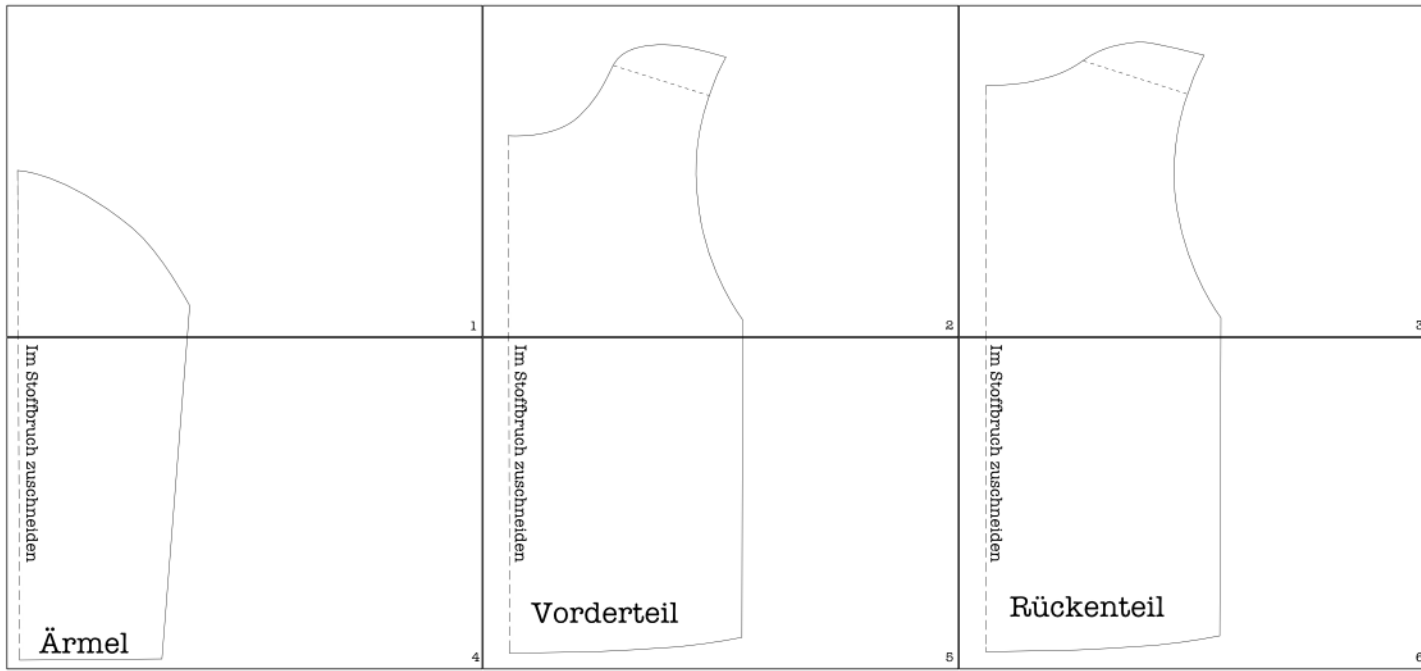 1
2
3
Im Stoffbruch zuschneiden
Im Stoffbruch zuschneiden
Im Stoffbruch zuschneiden
Ärmel
4
Vorderteil
5
Rückenteil
6